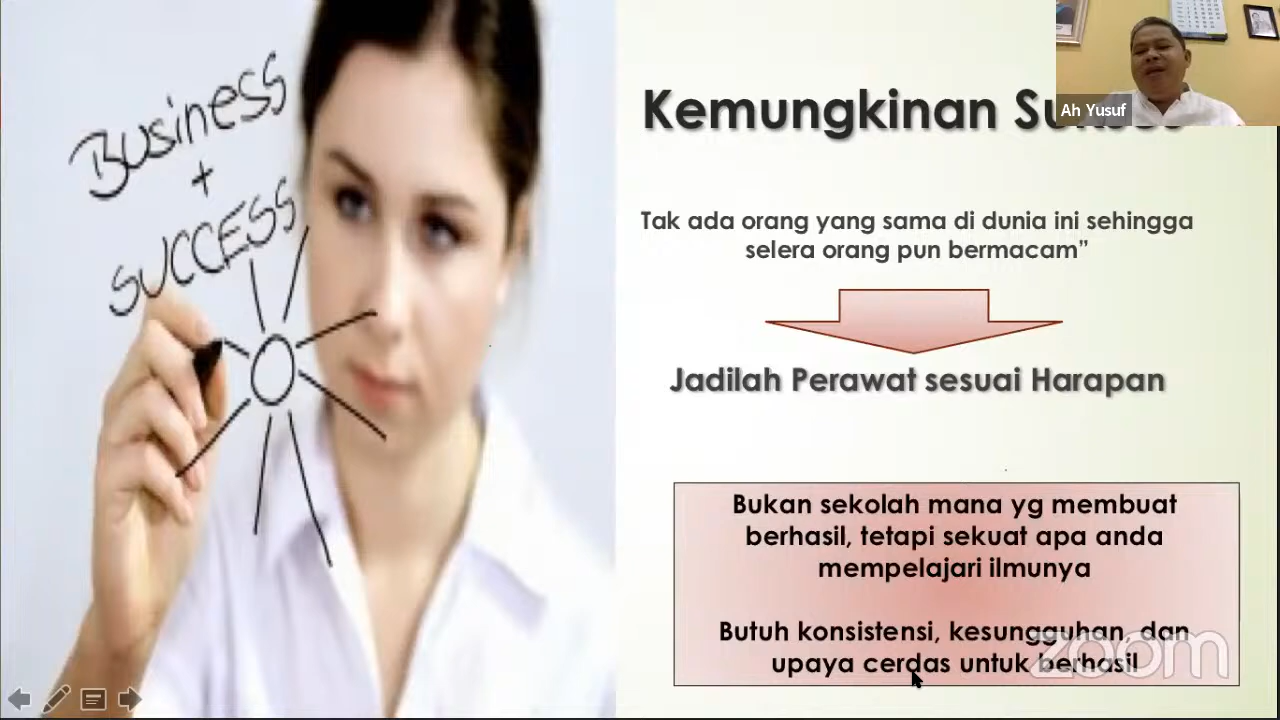 Business
+
SUCCESS
Kemungkinan
Ah Yusuf
Tak ada orang yang sama di dunia ini sehingga
selera orang pun bermacam”
Jadilah Perawat sesuai Harapan
Bukan sekolah mana yg membuat
berhasil, tetapi sekuat apa anda
mempelajari ilmunya
Butuh konsistensi, kesungguhan, dan
upaya cerdas untuk berhasil
zoom